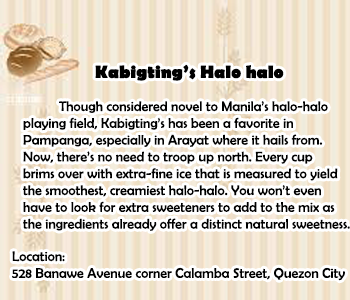 Kabigting's Halo halo
Though considered novel to Manila's halo-halo
playing field, Kabigting's has been a favorite in
Pampanga, especially in Arayat where it hails from.
Now, there's no need to troop up north. Every cup
brims over with extra-fine ice that is measured to yield
the smoothest, creamiest halo-halo. You won't even
have to look for extra sweeteners to add to the mix as
the ingredients already offer a distinct natural sweetness.
Location:
528 Banawe Avenue corner Calamba Street, Quezon City